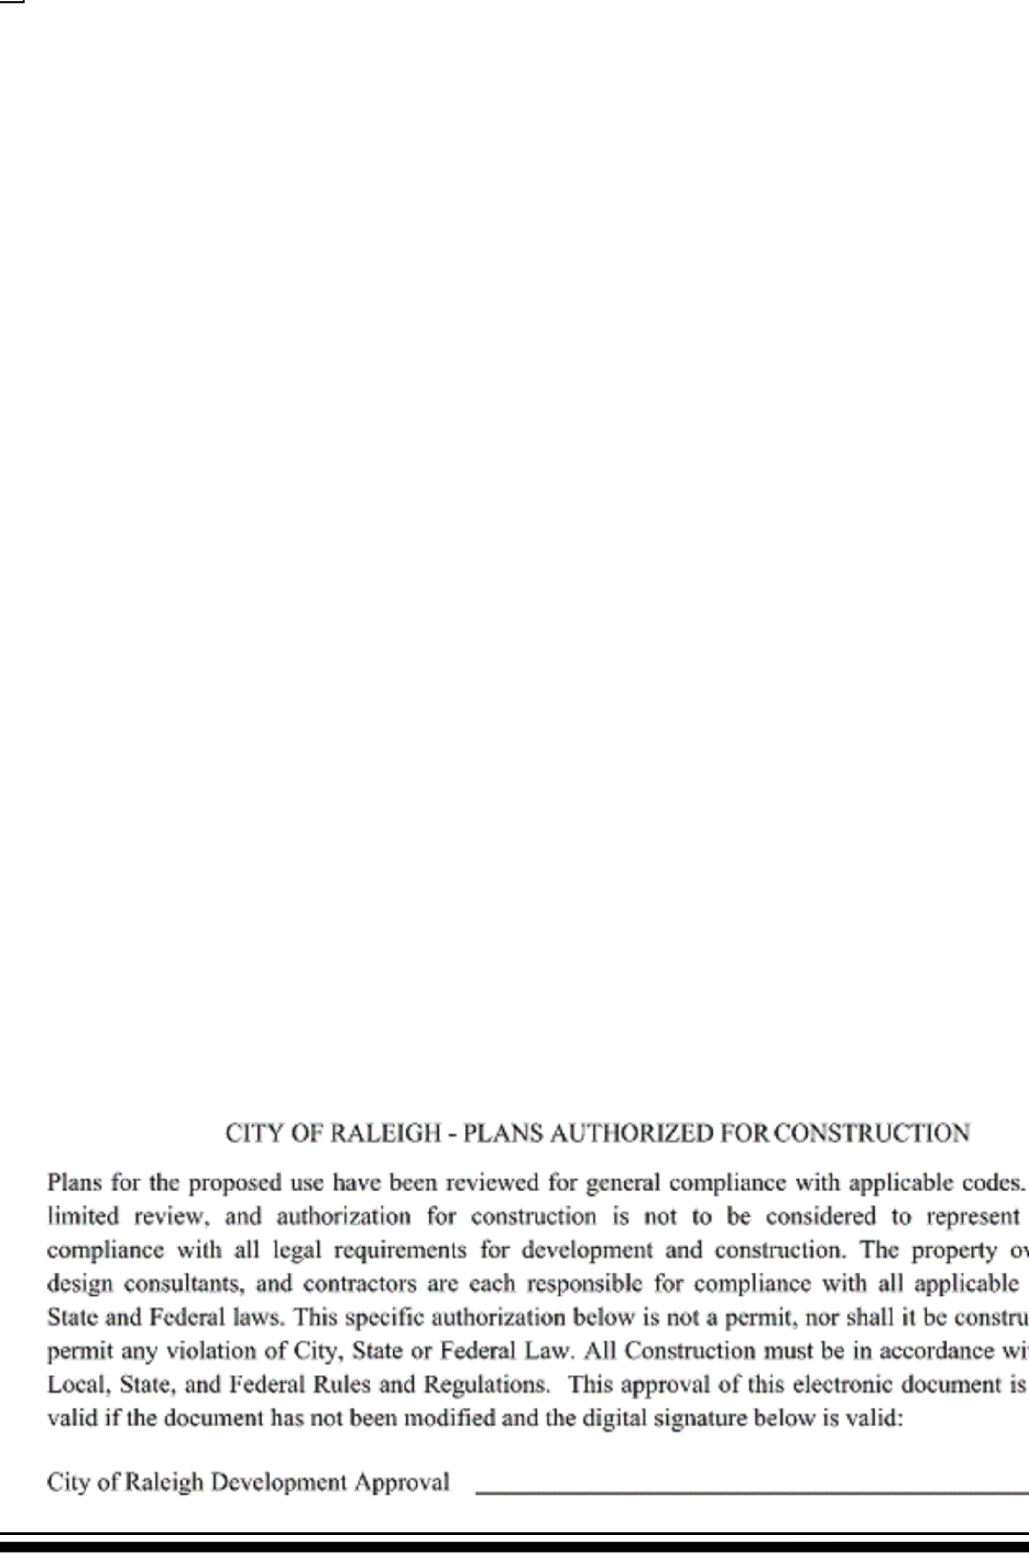 CITY OF RALEIGH - PLANS AUTHORIZED FOR CONSTRUCTION
Plans for the proposed use have been reviewed for general compliance with applicable codes.
limited review, and authorization for construction is not to be considered to represent
compliance with all legal requirements for development and construction. The property
design consultants, and contractors are each responsible for compliance with all applicable
State and Federal laws. This specific authorization below is not a permit, nor shall it be
permit any violation of City, State or Federal Law. All Construction must be in accordance
Local, State, and Federal Rules and Regulations. This approval of this electronic document is
valid if the document has not been modified and the digital signature below is valid:
City of Raleigh Development Approval